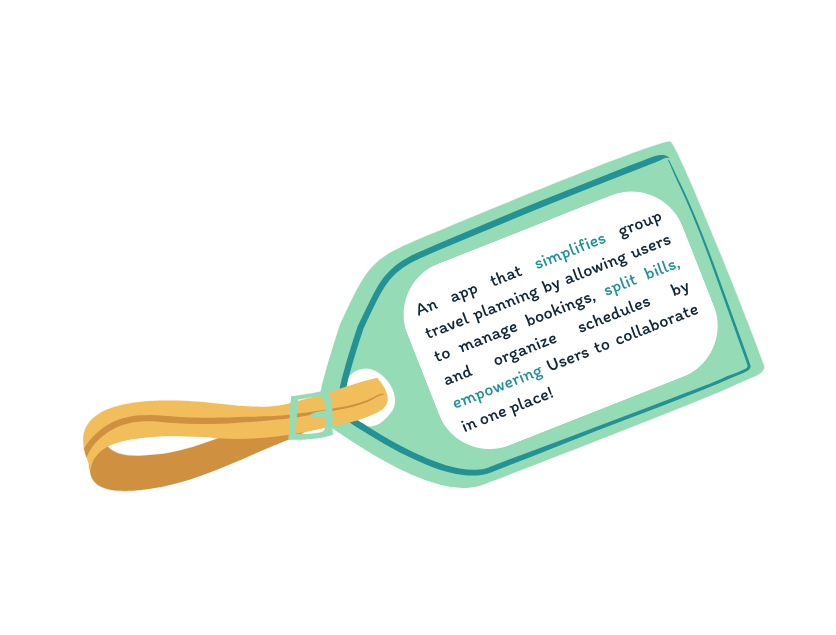 An app that simplifies group
travel planning by allowing users
to manage bookings, split bills,
and organize schedules by
empowering Users to collaborate
in one place!